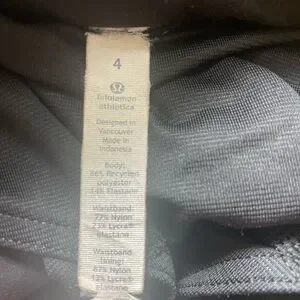 4
lululemon
athletica
Designed in
Vancouver
Made in
Indonesia
Body:
86% Recycled
polyester
14% Elastane
Waistband:
77% Nylon
23% Lycra®
elastane
Waistband
lining:
87% Nylon
13% Lycra®
elastane